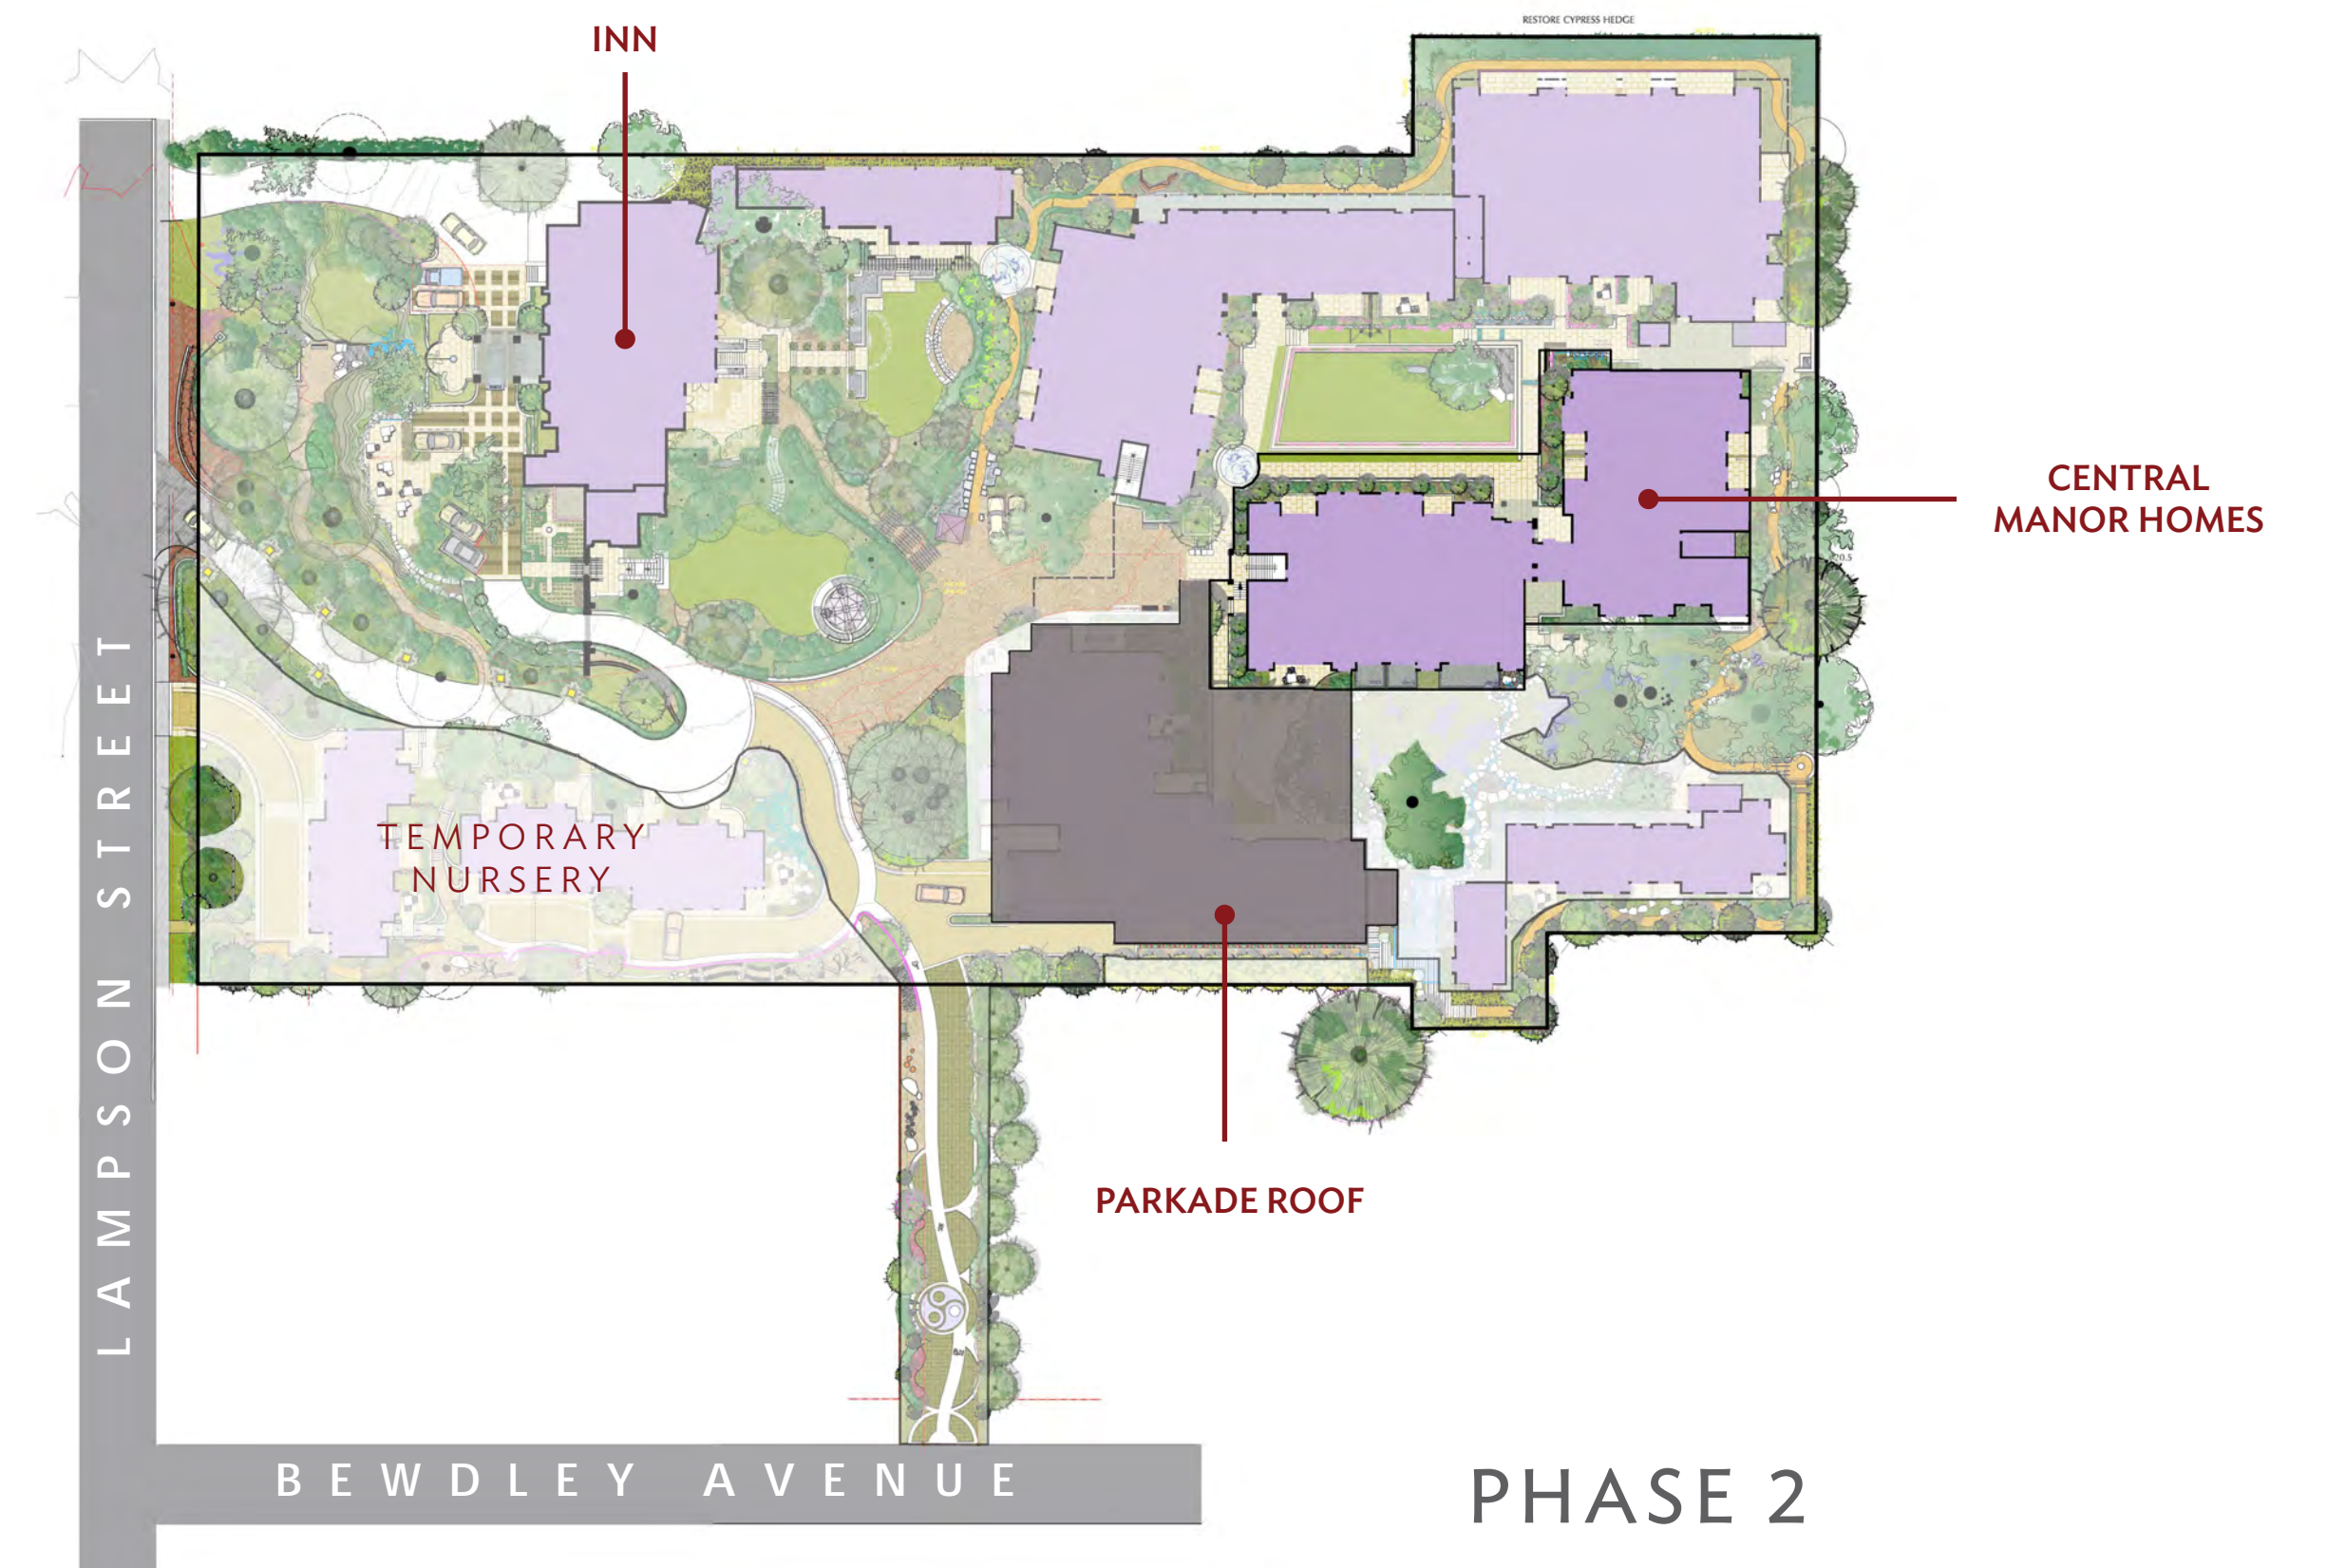 RESTORE CYPRESS HEDGE
INN
CENTRAL
MANOR HOMES
LAMPSON STREET
TEMPORARY
NURSERY
PARKADE ROOF
BEWDLEY AVENUE
PHASE 2